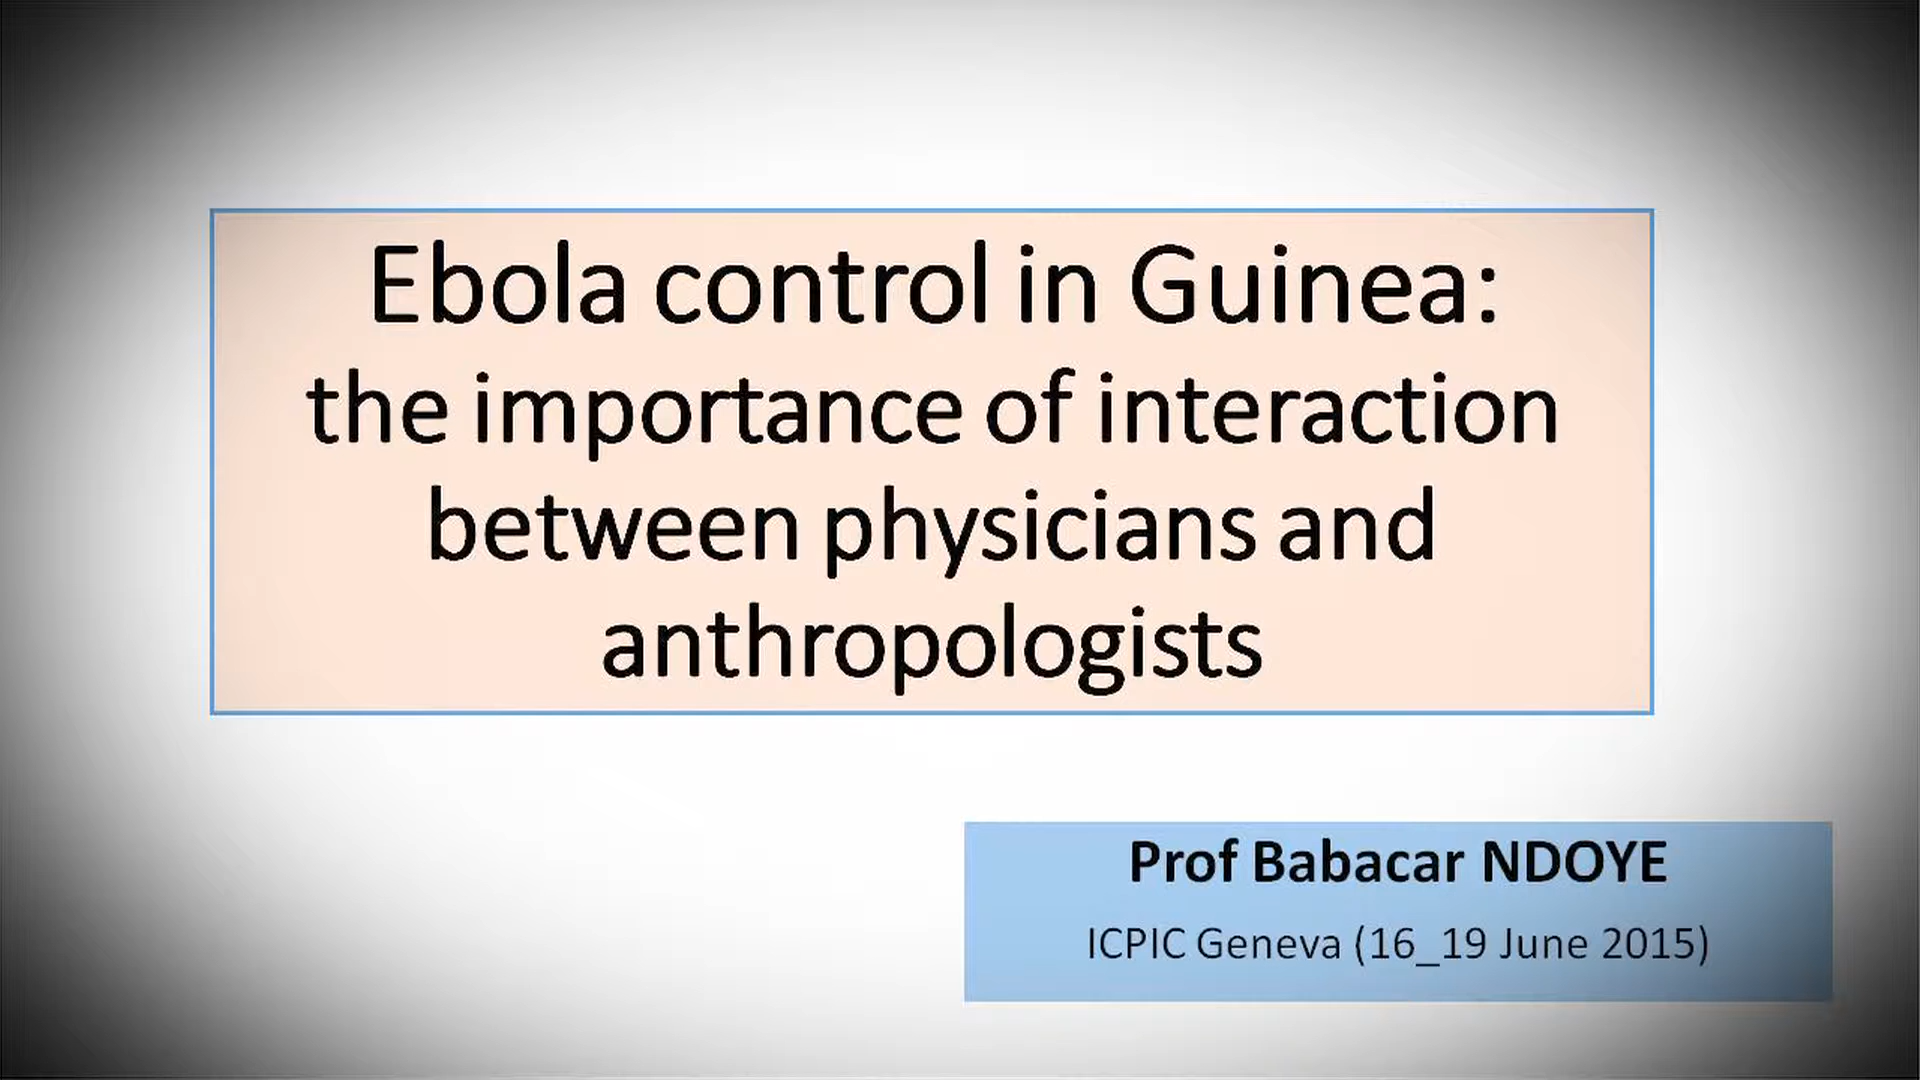 Ebola control in Guinea:
the importance of interaction
between physicians and
anthropologists
Prof Babacar NDOYE
ICPIC Geneva (16_19 June 2015)